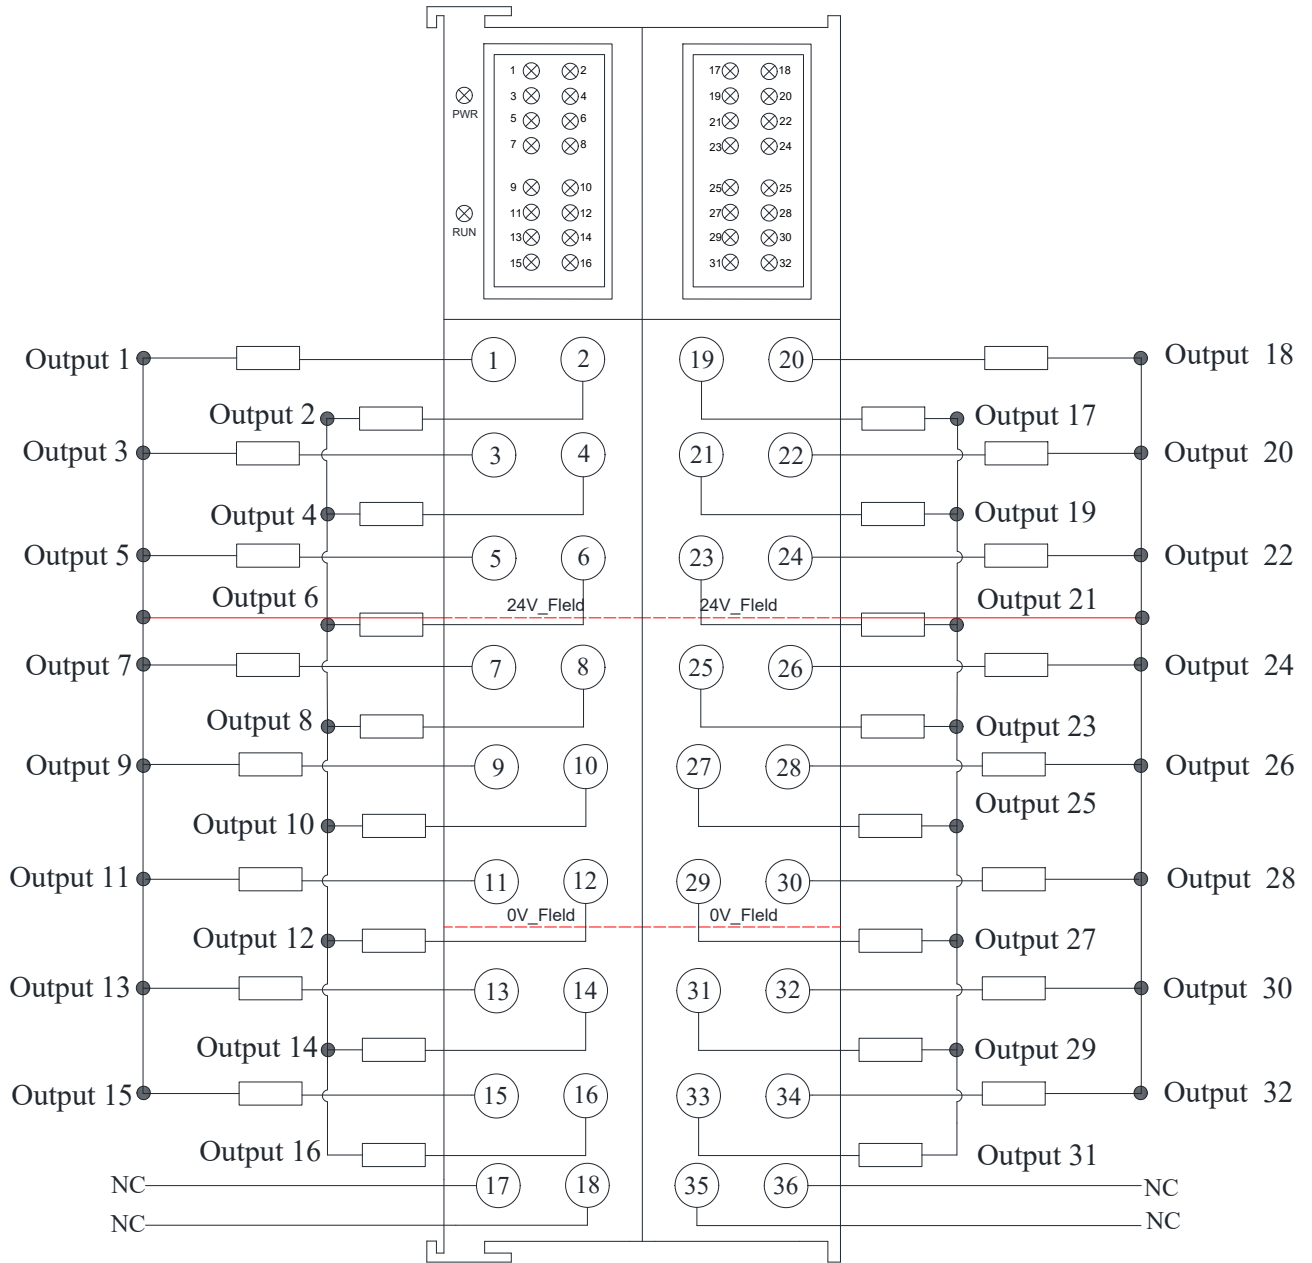 1 2 17 18
3 4 19 20
PWR
5 6 21 22
7 8 23 24
9 10 25 25
11 12 27 28
RUN
13 14 29 30
15 16 31 32
Output 1 1 2 19 20 Output 18
Output 2 Output 17
Output 3 3 4 21 22 Output 20
Output 4 Output 19
Output 5 5 6 23 24 Output 22
Output 6 24V_FIeld 24V_FIeld Output 21
Output 7 7 8 25 26 Output 24
Output 8 Output 23
Output 9 9 10 27 28 Output 26
Output 10 Output 25
Output 11 11 12 29 30 Output 28
0V_FIeld 0V_FIeld
Output 12 Output 27
Output 13 13 14 31 32 Output 30
Output 14 Output 29
Output 15 15 16 33 34 Output 32
Output 16 Output 31
NC 17 18 35 36 NC
NC NC